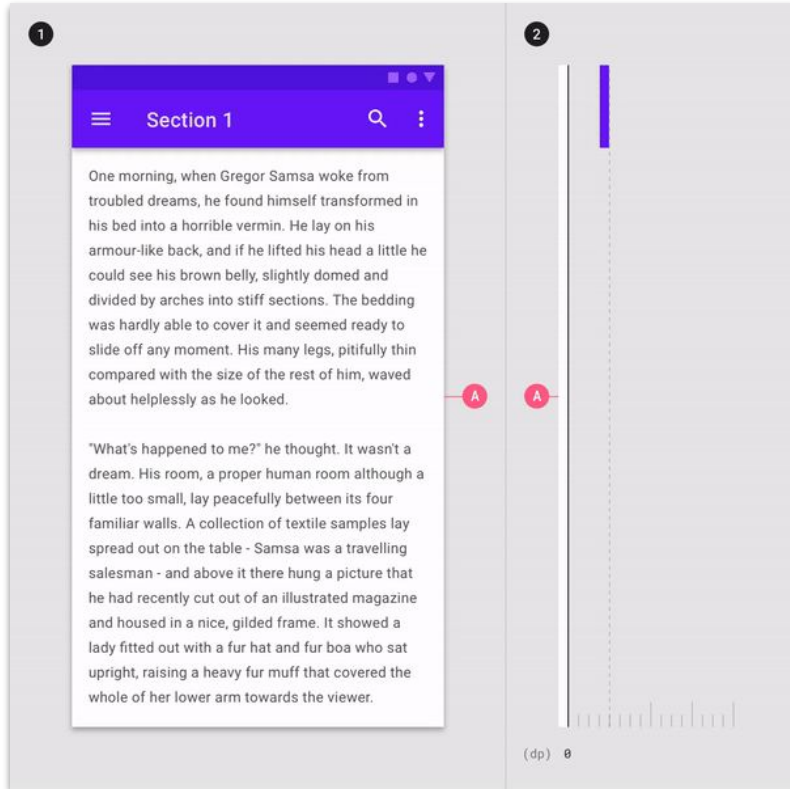 1
2
Section 1
One morning, when Gregor Samsa woke from
troubled dreams, he found himself transformed in
his bed into a horrible vermin. He lay on his
armour-like back, and if he lifted his head a little he
could see his brown belly, slightly domed and
divided by arches into stiff sections. The bedding
was hardly able to cover it and seemed ready to
slide off any moment. His many legs, pitifully thin
compared with the size of the rest of him, waved
about helplessly as he looked.
"What's happened to me?" he thought. It wasn't a
dream. His room, a proper human room although a
little too small, lay peacefully between its four
familiar walls. A collection of textile samples lay
spread out on the table - Samsa was a travelling
salesman - and above it there hung a picture that
he had recently cut out of an illustrated magazine
and housed in a nice, gilded frame. It showed a
lady fitted out with a fur hat and fur boa who sat
upright, raising a heavy fur muff that covered the
whole of her lower arm towards the viewer.
A
A
(dp) 0